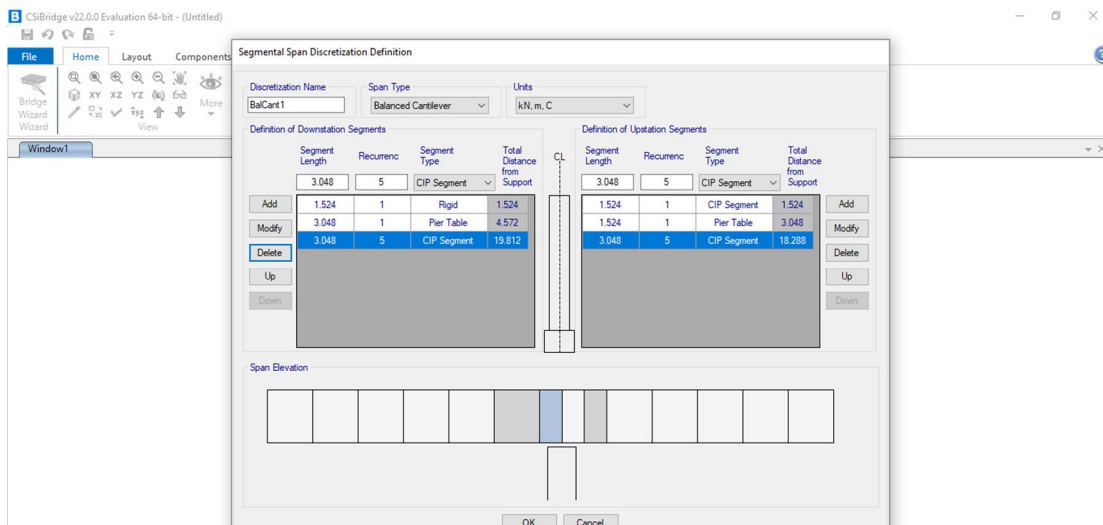 B CSiBridge v22.0.0 Evaluation 64-bit - (Untitled)
File Home Layout Components
Bridge Wizard
Wizard
XY XZ YZ
xyz
More
View
Window1
Segmental Span Discretization Definition
Discretization Name Span Type Units
BalCant1 Balanced Cantilever kN, m, C
Definition of Downstation Segments
Segment Length Recurrenc Segment Type Total Distance from Support
3.048 5 CIP Segment
1.524 1 Rigid 1.524
3.048 1 Pier Table 4.572
3.048 5 CIP Segment 19.812
Add
Modify
Delete
Up
Down
CL
Definition of Upstation Segments
Segment Length Recurrenc Segment Type Total Distance from Support
3.048 5 CIP Segment
1.524 1 CIP Segment 1.524
1.524 1 Pier Table 3.048
3.048 5 CIP Segment 18.288
Add
Modify
Delete
Up
Down
Span Elevation
OK Cancel